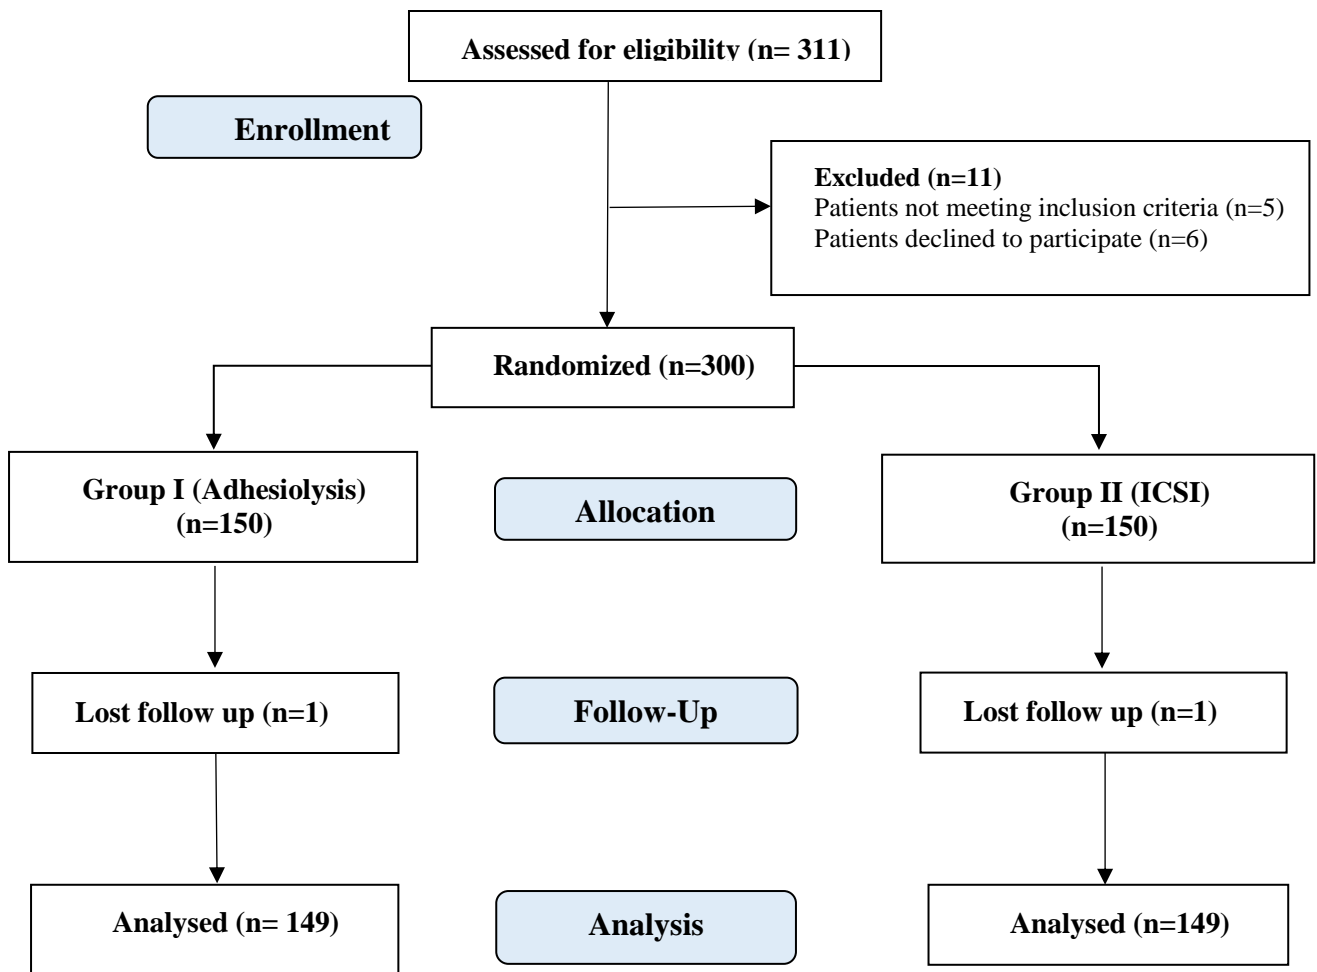 Assessed for eligibility (n= 311)
Enrollment
Excluded (n=11)
Patients not meeting inclusion criteria (n=5)
Patients declined to participate (n=6)
Randomized (n=300)
Group I (Adhesiolysis)
(n=150)
Allocation
Group II (ICSI)
(n=150)
Lost follow up (n=1)
Follow-Up
Lost follow up (n=1)
Analysed (n= 149)
Analysis
Analysed (n=149)